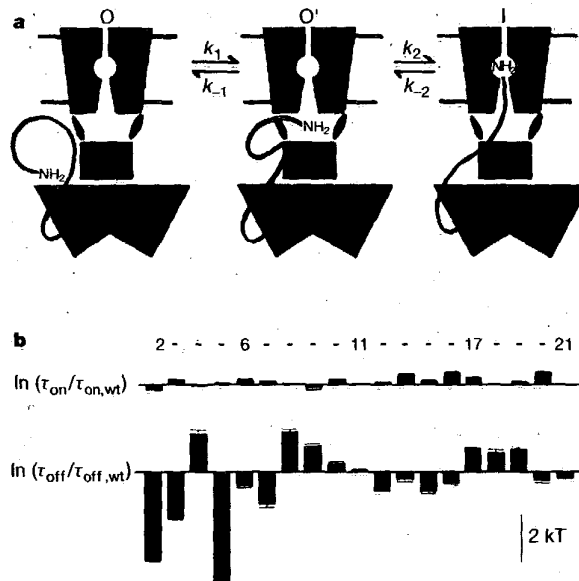 a
O
O'
I
k₁
k₋₁
k₂
k₋₂
NH₂
NH₂
NH₂
b
2 - - - 6 - - - - 11 - - - - - 17 - - - 21
ln (τon/τon,wt)
ln (τoff/τoff,wt)
2 kT